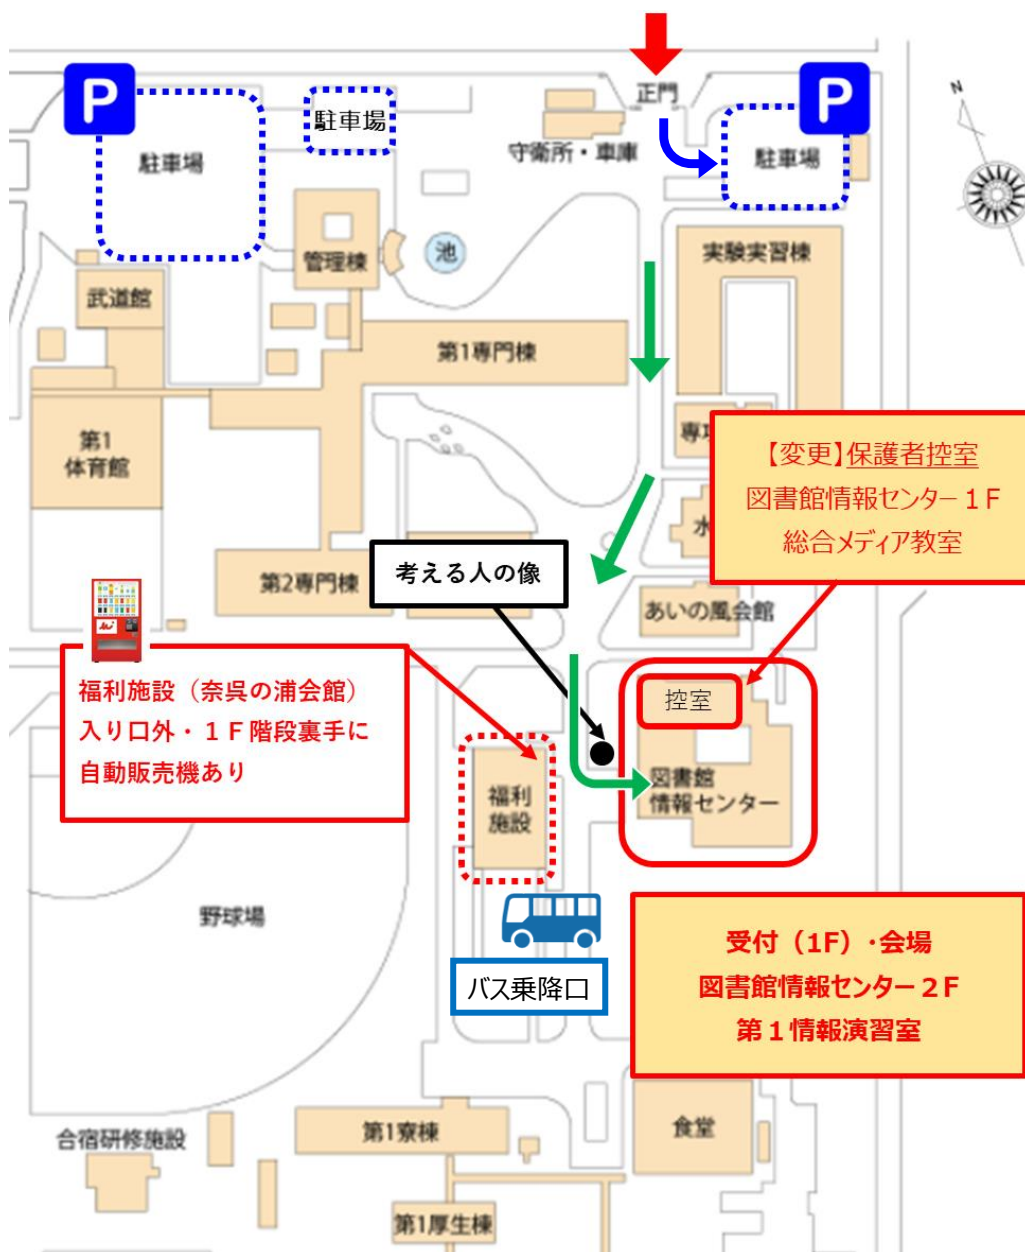 P
P
正門
駐車場
駐車場
守衛所・車庫
駐車場
N
管理棟
池
実験実習棟
武道館
第1専門棟
第1
体育館
専
【変更】保護者控室
図書館情報センター１F
総合メディア教室
水
考える人の像
第2専門棟
あいの風会館
福利施設（奈呉の浦会館）
入り口外・１Ｆ階段裏手に
自動販売機あり
控室
図書館
情報センター
福利
施設
野球場
バス乗降口
受付（1F）・会場
図書館情報センター２F
第１情報演習室
合宿研修施設
第1寮棟
食堂
第1厚生棟